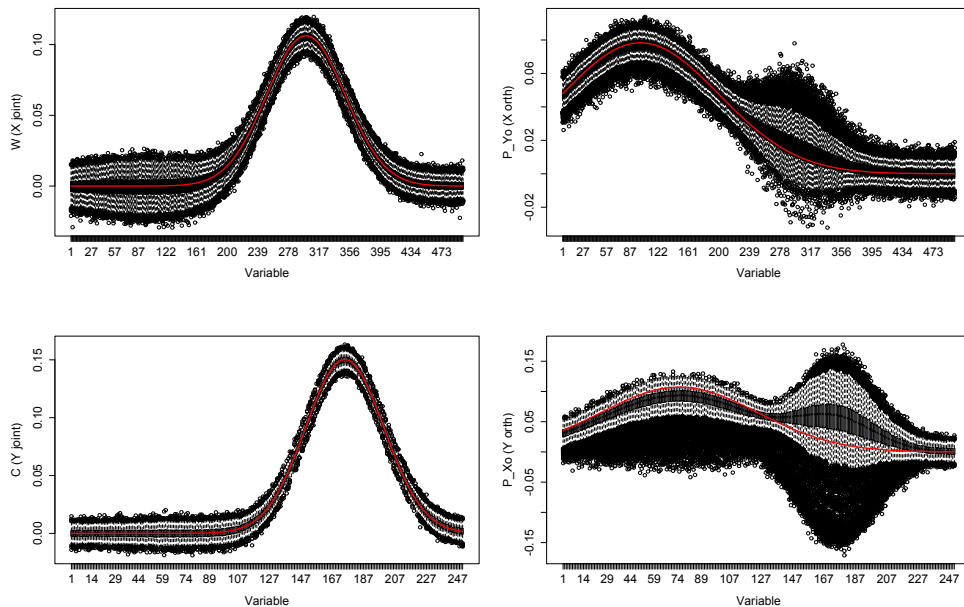 W (X joint)
0.00 0.05 0.10
1 27 57 87 122 161 200 239 278 317 356 395 434 473
Variable
P_Yo (X orth)
-0.02 0.02 0.06
1 27 57 87 122 161 200 239 278 317 356 395 434 473
Variable
C (Y joint)
0.00 0.05 0.10 0.15
1 14 29 44 59 74 89 107 127 147 167 187 207 227 247
Variable
P_Xo (Y orth)
-0.15 -0.05 0.05 0.15
1 14 29 44 59 74 89 107 127 147 167 187 207 227 247
Variable